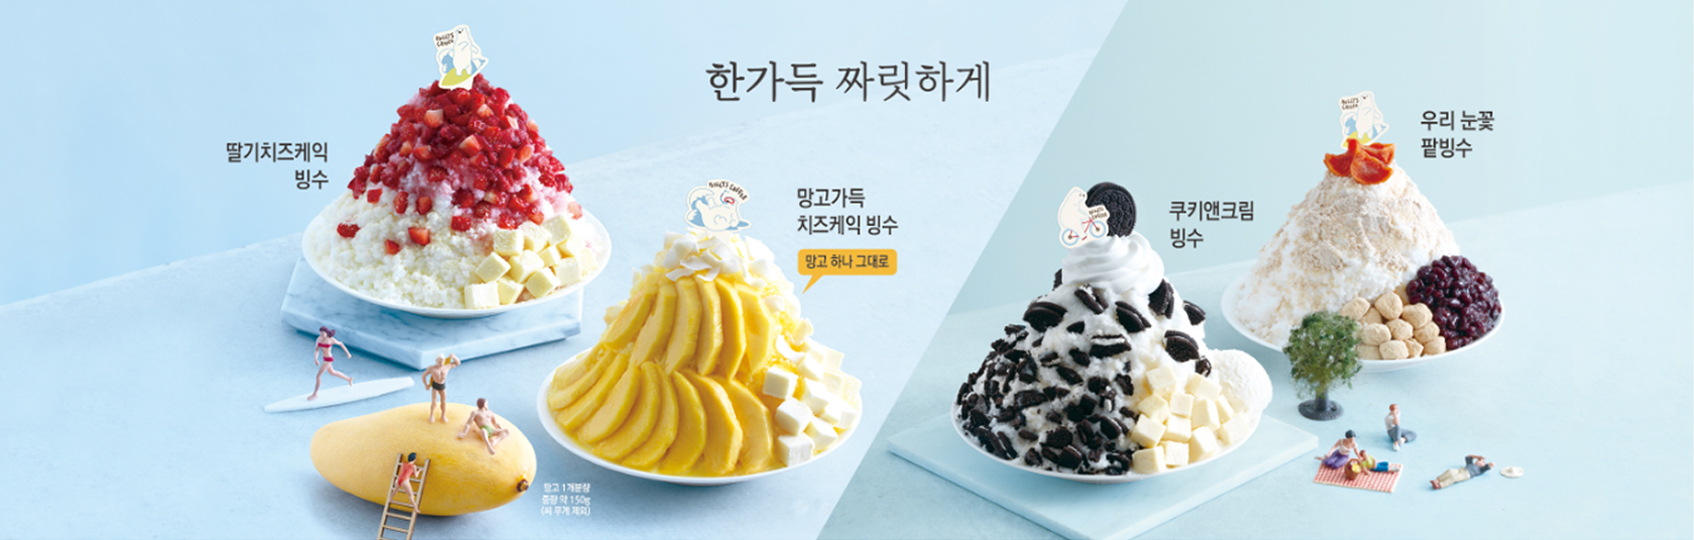 한가득 짜릿하게
딸기치즈케익
빙수
망고가득
치즈케익 빙수
망고 하나 그대로
망고 1개분량
중량 약 150g
(씨 무게 제외)
쿠키앤크림
빙수
우리 눈꽃
팥빙수